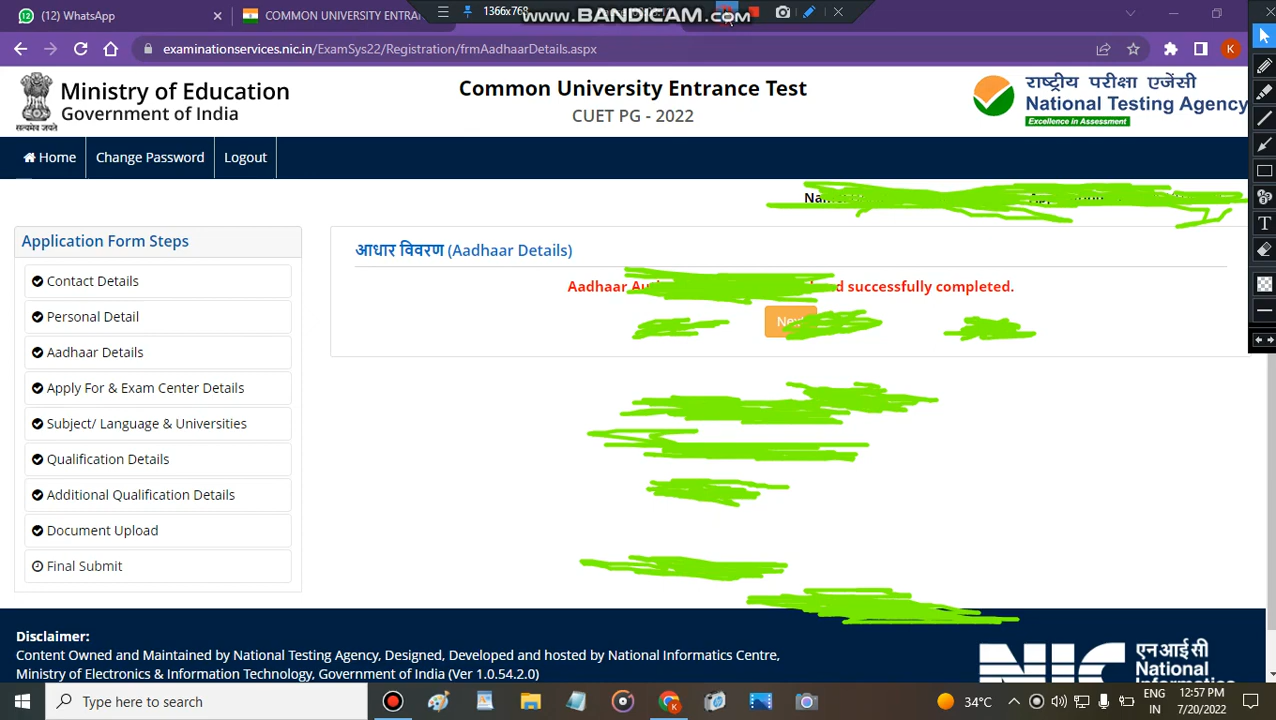 (12) WhatsApp
COMMON UNIVERSITY ENTRA
1366x768
www.BANDICAM.com
examinationservices.nic.in/ExamSys22/Registration/frmAadhaarDetails.aspx
K
सत्यमेव जयते
Ministry of Education
Government of India
Common University Entrance Test
CUET PG - 2022
राष्ट्रीय परीक्षा एजेंसी
National Testing Agency
Excellence in Assessment
Home
Change Password
Logout
Application Form Steps
Contact Details
Personal Detail
Aadhaar Details
Apply For & Exam Center Details
Subject/ Language & Universities
Qualification Details
Additional Qualification Details
Document Upload
Final Submit
आधार विवरण (Aadhaar Details)
Aadhaar successfully completed.
Disclaimer:
Content Owned and Maintained by National Testing Agency, Designed, Developed and hosted by National Informatics Centre,
Ministry of Electronics & Information Technology, Government of India (Ver 1.0.54.2.0)
NIC
एनआईसी
National
Type here to search
34°C
ENG
IN
12:57 PM
7/20/2022